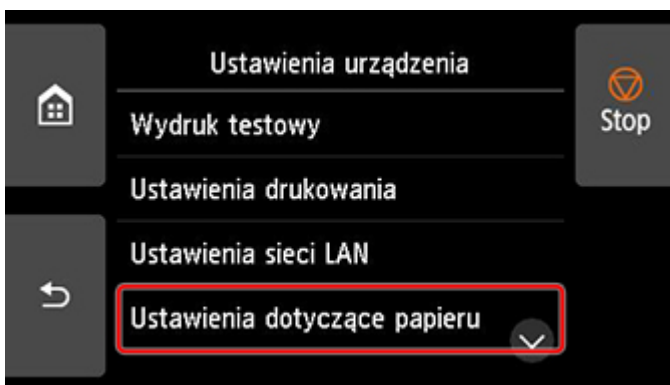 Ustawienia urządzenia
Wydruk testowy
Ustawienia drukowania
Ustawienia sieci LAN
Ustawienia dotyczące papieru
Stop